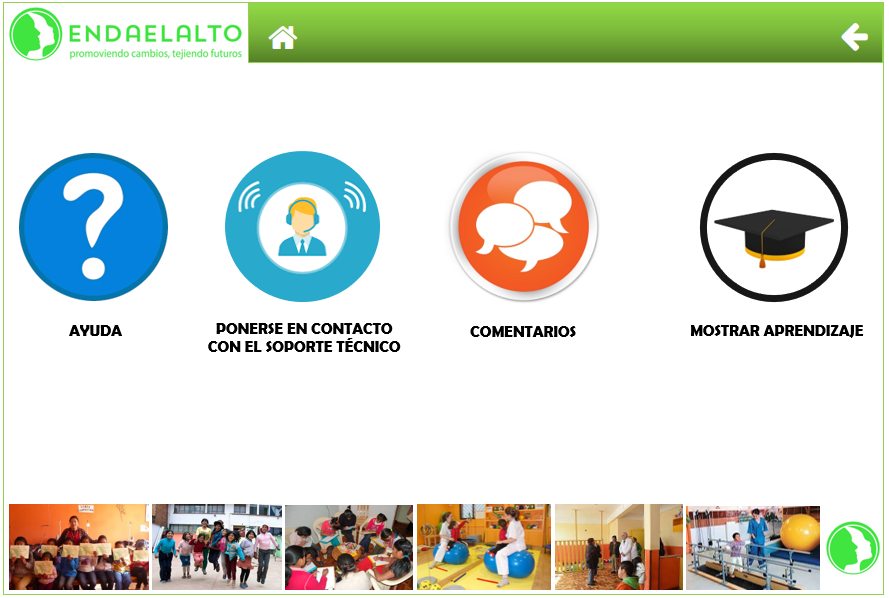 ENDAELALTO
promoviendo cambios, tejiendo futuros
AYUDA
PONERSE EN CONTACTO
CON EL SOPORTE TÉCNICO
COMENTARIOS
MOSTRAR APRENDIZAJE